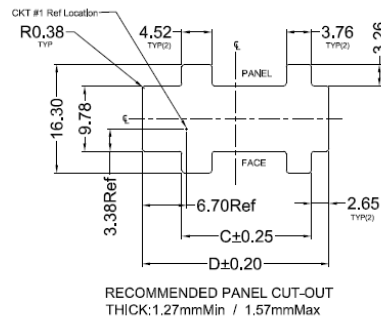 CKT #1 Ref Location
R0.38
TYP
4.52
TYP(2)
℄
3.76
TYP(2)
3.26
PANEL
16.30
9.78
℄
3.38Ref
FACE
6.70Ref
2.65
TYP(2)
C±0.25
D±0.20
RECOMMENDED PANEL CUT-OUT
THICK:1.27mmMin / 1.57mmMax